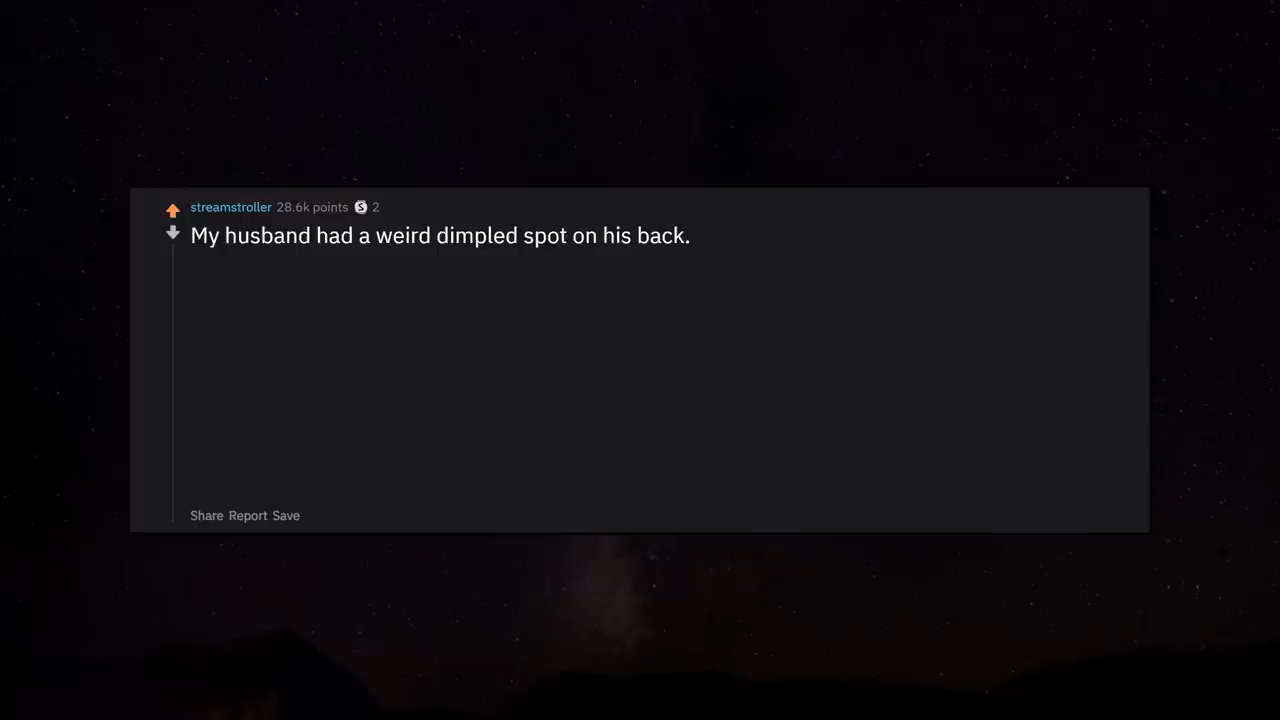 streamstroller 28.6k points S 2
My husband had a weird dimpled spot on his back.
Share Report Save